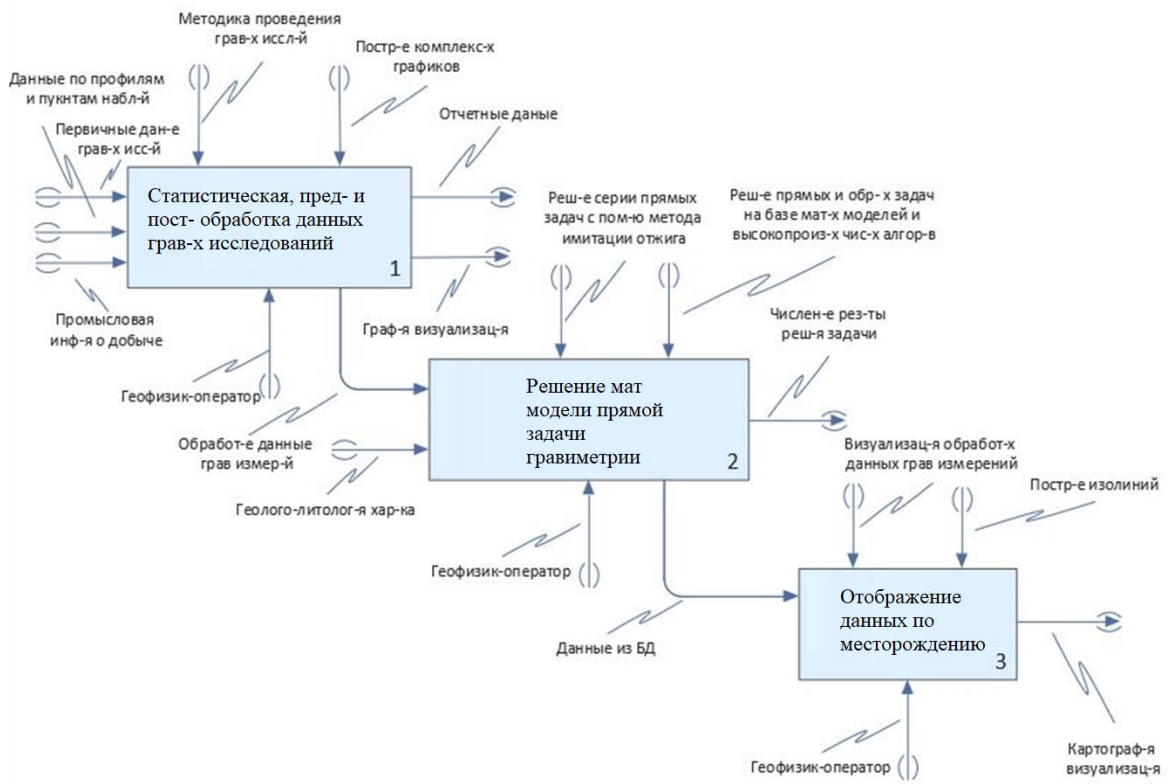 Методика проведения
грав-х иссл-й
Постр-е комплекс-х
графиков
Данные по профилям
и пукнтам набл-й
Первичные дан-е
грав-х исс-й
Отчетные даные
Статистическая, пред- и
пост- обработка данных
грав-х исследований
1
Промысловая
инф-я о добыче
Граф-я визуализац-я
Геофизик-оператор
Обработ-е данные
грав измер-й
Реш-е серии прямых
задач с пом-ю метода
имитации отжига
Реш-е прямых и обр- х задач
на базе мат-х моделей и
высокопроиз-х чис-х алгор-в
Числен-е рез-ты
реш-я задачи
Решение мат
модели прямой
задачи
гравиметрии
2
Геолого-литолог-я хар-ка
Геофизик-оператор
Данные из БД
Визуализац-я обработ-х
данных грав измерений
Постр-е изолиний
Отображение
данных по
месторождению
3
Геофизик-оператор
Картограф-я
визуализац-я